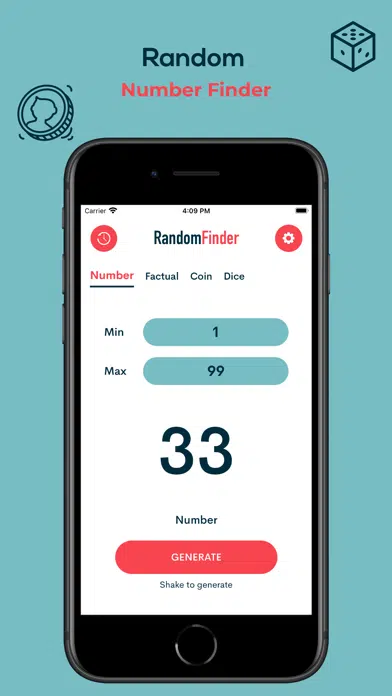 Random
Number Finder
Carrier 4:09 PM
RandomFinder
Number Factual Coin Dice
Min 1
Max 99
33
Number
GENERATE
Shake to generate